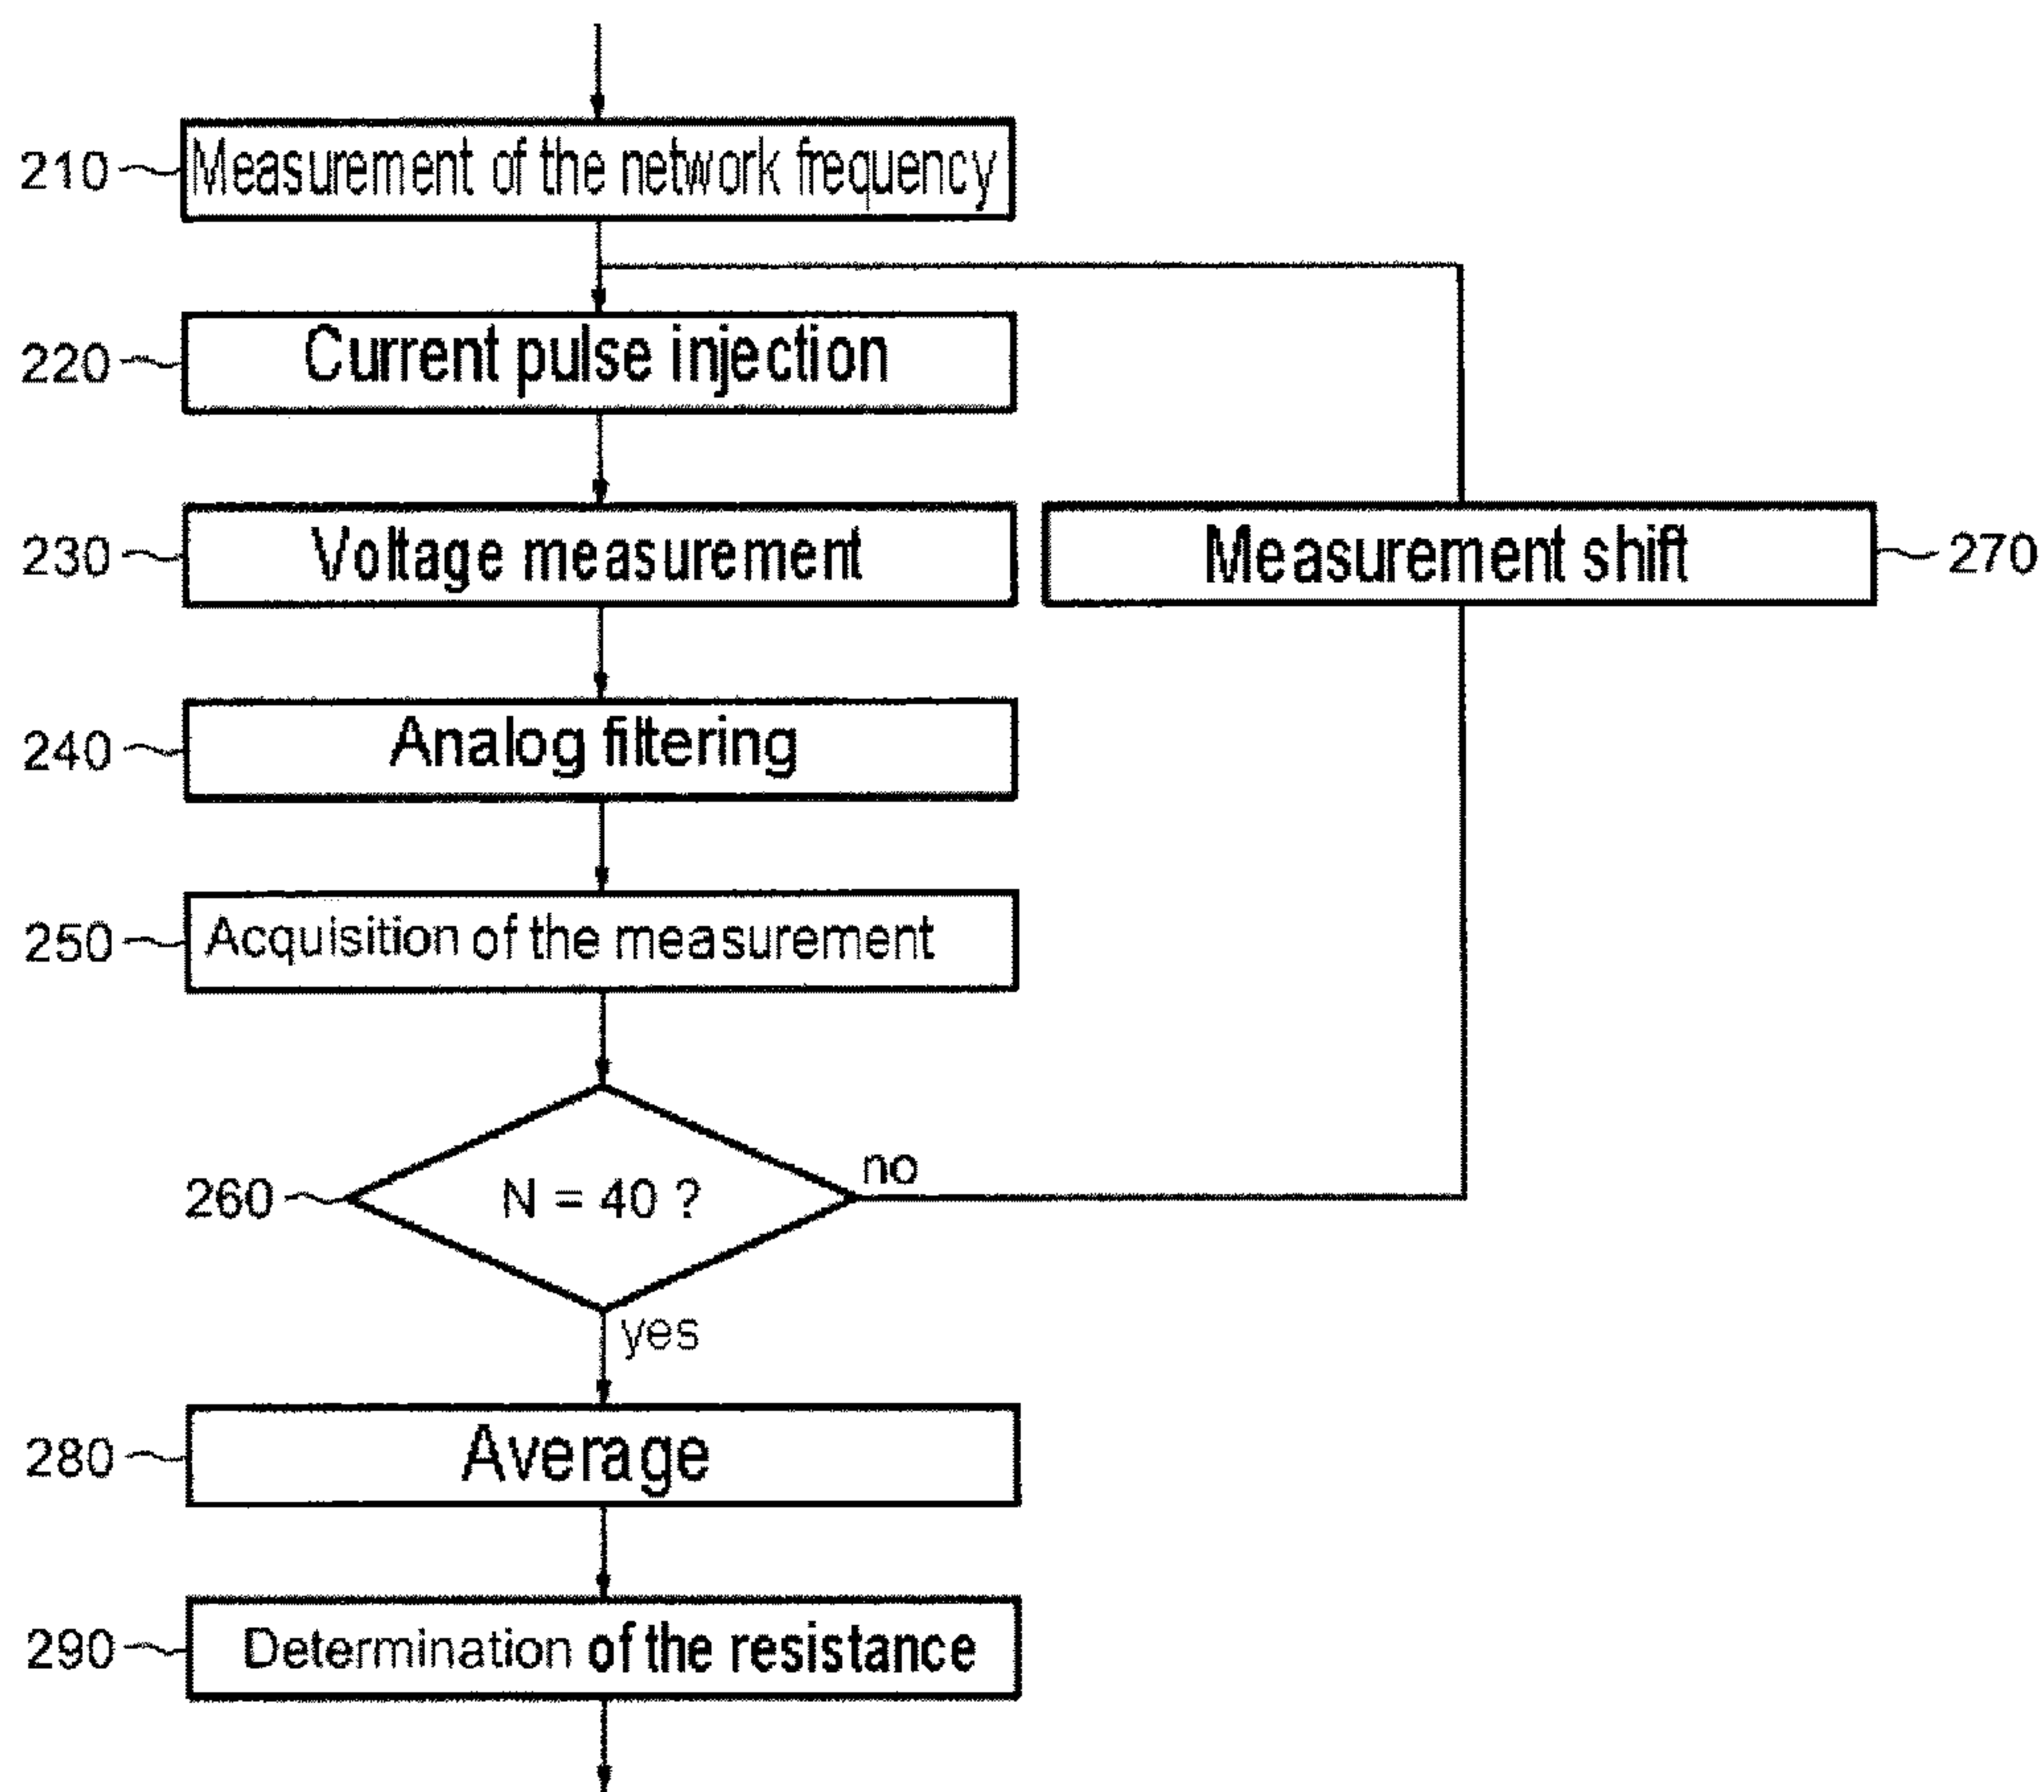 210 Measurement of the network frequency
220 Current pulse injection
230 Voltage measurement
Measurement shift 270
240 Analog filtering
250 Acquisition of the measurement
260 N = 40 ? no
yes
280 Average
290 Determination of the resistance